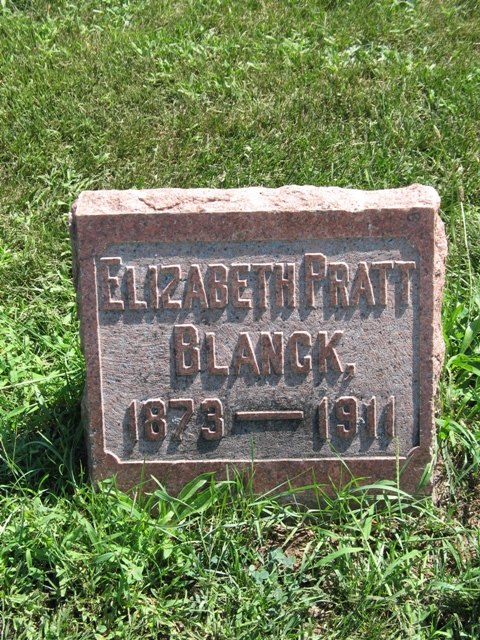 ELIZABETH PRATT
BLANCK,
1873 — 1911